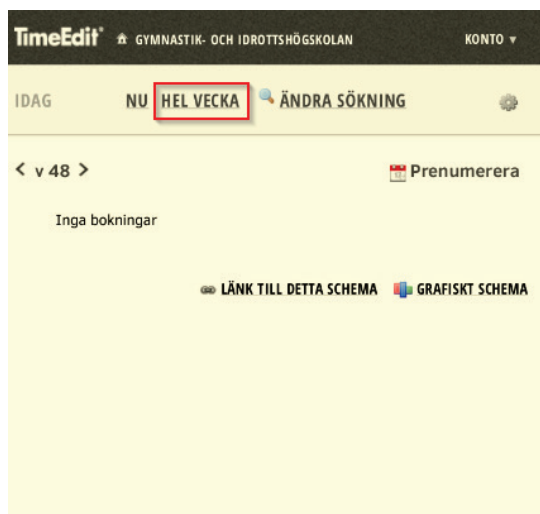 TimeEdit GYMNASTIK- OCH IDROTTSHÖGSKOLAN KONTO
IDAG NU HEL VECKA ÄNDRA SÖKNING
< v 48 > Prenumerera
Inga bokningar
LÄNK TILL DETTA SCHEMA GRAFISKT SCHEMA